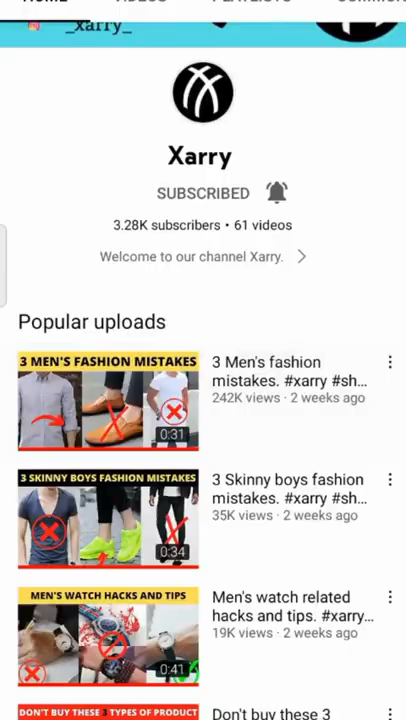 HOME VIDEOS PLAYLISTS
_xarry_
Xarry
SUBSCRIBED
3.28K subscribers • 61 videos
Welcome to our channel Xarry.
Popular uploads
3 MEN'S FASHION MISTAKES
0:31
3 Men's fashion
mistakes. #xarry #sh...
242K views · 2 weeks ago
3 SKINNY BOYS FASHION MISTAKES
0:34
3 Skinny boys fashion
mistakes. #xarry #sh...
35K views · 2 weeks ago
MEN'S WATCH HACKS AND TIPS
0:41
Men's watch related
hacks and tips. #xarry...
19K views · 2 weeks ago
DON'T BUY THESE 3 TYPES OF PRODUCT
Don't buy these 3